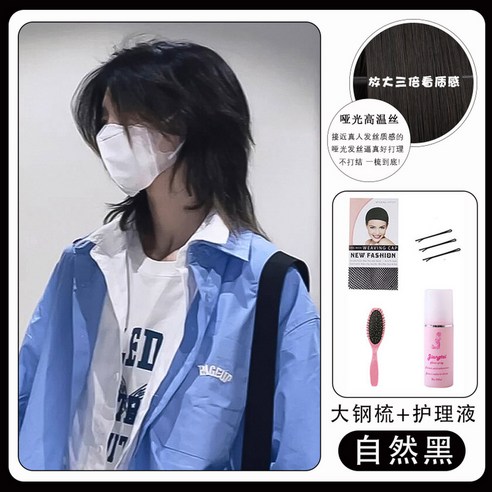 放大三倍看质感
哑光高温丝
接近真人发丝质感的
哑光发丝逼真好打理
不打结 一梳到底!
WEAVING CAP
NEW FASHION
大钢梳+护理液
自然黑